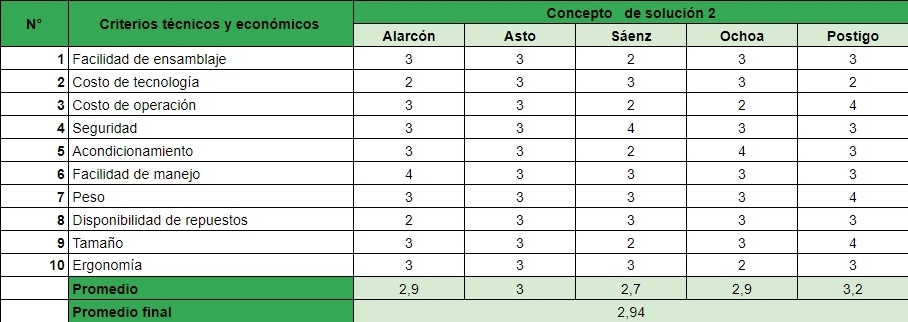 N° Criterios técnicos y económicos Concepto de solución 2
Alarcón Asto Sáenz Ochoa Postigo
1 Facilidad de ensamblaje 3 3 2 3 3
2 Costo de tecnología 2 3 3 3 2
3 Costo de operación 3 3 2 2 4
4 Seguridad 3 3 4 3 3
5 Acondicionamiento 3 3 2 4 3
6 Facilidad de manejo 4 3 3 3 3
7 Peso 3 3 3 3 4
8 Disponibilidad de repuestos 2 3 3 3 3
9 Tamaño 3 3 2 3 4
10 Ergonomía 3 3 3 2 3
Promedio 2,9 3 2,7 2,9 3,2
Promedio final 2,94